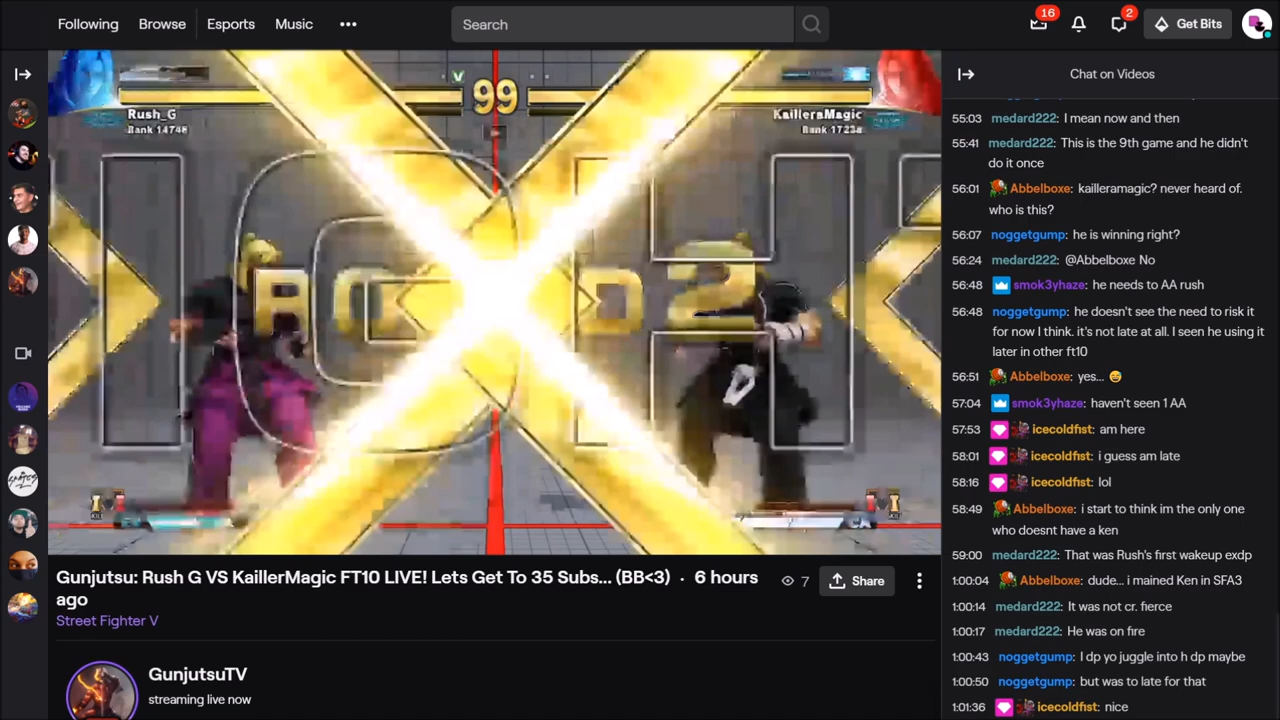 Following
Browse
Esports
Music
Search
16
2
Get Bits
Chat on Videos
99
Rush_G
Rank 14748
KailleraMagic
V
55:03 medard222: I mean now and then
55:41 medard222: This is the 9th game and he didn't
do it once
56:01 Abbelboxe: kailleramagic? never heard of.
who is this?
56:07 noggetgump: he is winning right?
56:24 medard222: @Abbelboxe No
56:48 smok3yhaze: he needs to AA rush
56:48 noggetgump: he doesn't see the need to risk it
for now I think. it's not late at all. I seen he using it
later in other ft10
56:51 Abbelboxe: yes... 😅
57:04 smok3yhaze: haven't seen 1 AA
57:53 icecoldfist: am here
58:01 icecoldfist: i guess am late
58:16 icecoldfist: lol
58:49 Abbelboxe: i start to think im the only one
who doesnt have a ken
59:00 medard222: That was Rush's first wakeup exdp
1:00:04 Abbelboxe: dude... i mained Ken in SFA3
1:00:14 medard222: It was not cr. fierce
1:00:17 medard222: He was on fire
1:00:43 noggetgump: I dp yo juggle into h dp maybe
1:00:50 noggetgump: but was to late for that
1:01:36 icecoldfist: nice
Gunjutsu: Rush G VS KaillerMagic FT10 LIVE! Lets Get To 35 Subs... (BB<3) · 6 hours
ago
7
Share
Street Fighter V
GunjutsuTV
streaming live now